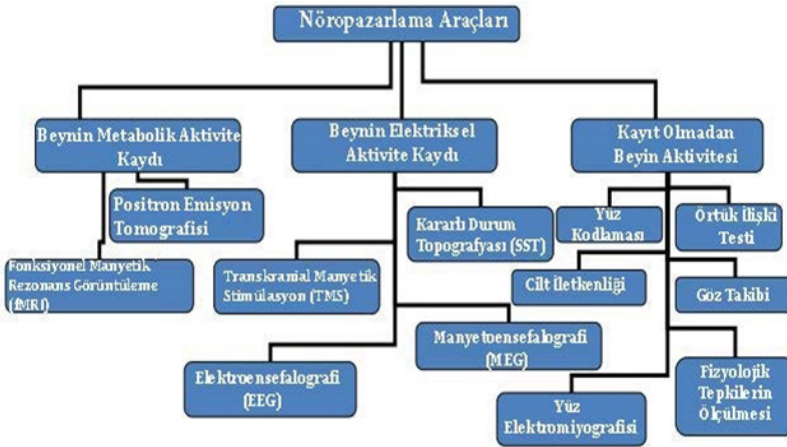 Nöropazarlama Araçları
Beynin Metabolik Aktivite
Kaydı
Beynin Elektriksel
Aktivite Kaydı
Kayıt Olmadan
Beyin Aktivitesi
Positron Emisyon
Tomografisi
Fonksiyonel Manyetik
Rezonans Görüntüleme
(fMRI)
Kararlı Durum
Topografyası (SST)
Transkranial Manyetik
Stimülasyon (TMS)
Manyetoensefalografi
(MEG)
Elektroensefalografi
(EEG)
Yüz
Kodlaması
Örtük İlişki
Testi
Cilt İletkenliği
Göz Takibi
Yüz
Elektromiyografisi
Fizyolojik
Tepkilerin
Ölçülmesi